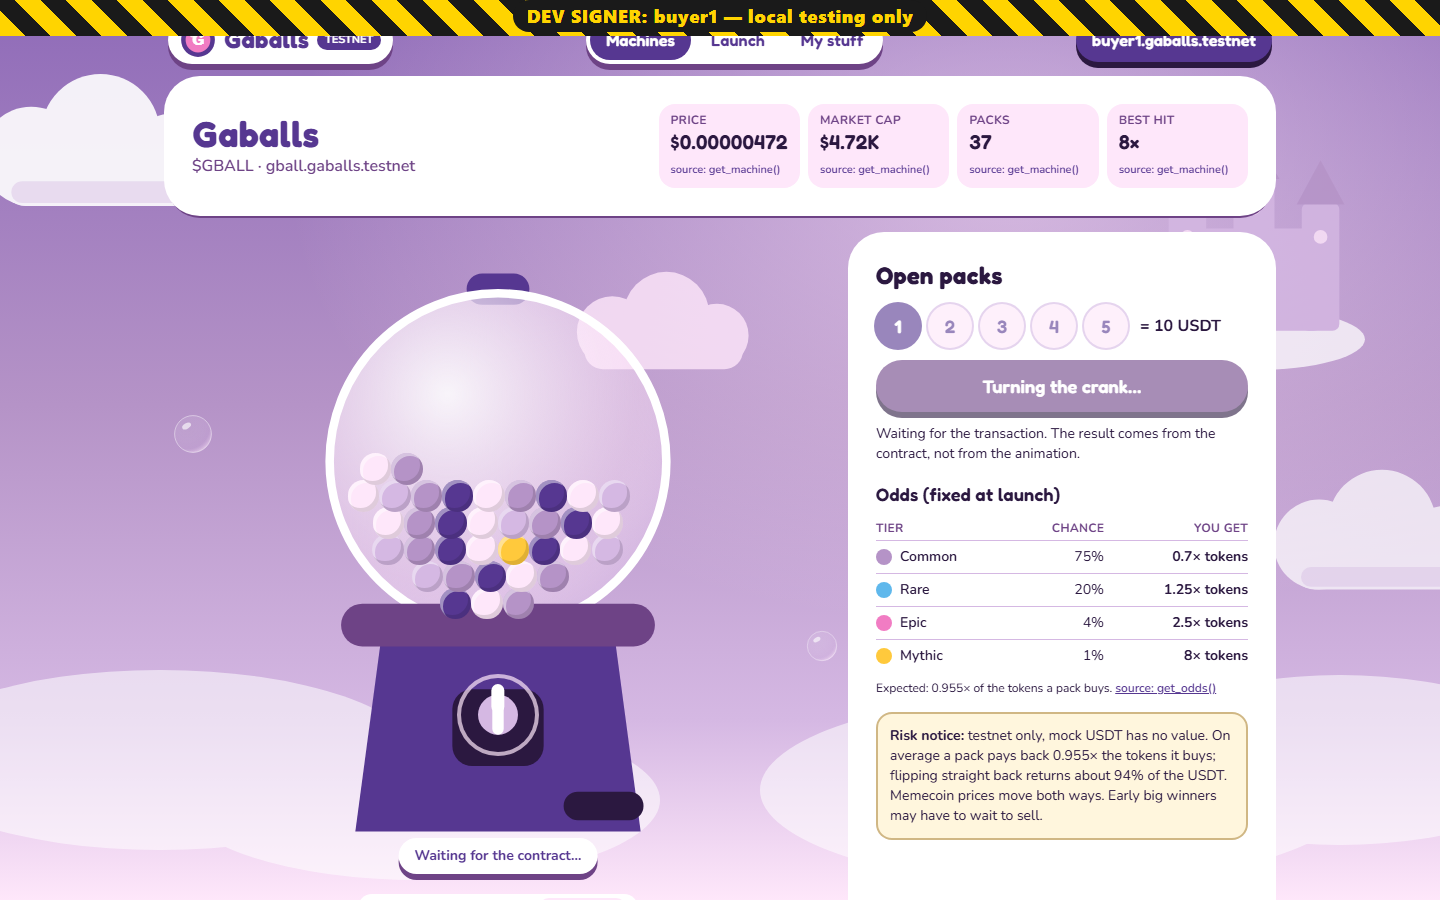 DEV SIGNER: buyer1 — local testing only
G Gaballs TESTNET
Machines Launch My stuff
buyer1.gaballs.testnet
Gaballs
$GBALL · gball.gaballs.testnet
PRICE
$0.00000472
source: get_machine()
MARKET CAP
$4.72K
source: get_machine()
PACKS
37
source: get_machine()
BEST HIT
8×
source: get_machine()
Waiting for the contract...
Open packs
1 2 3 4 5 = 10 USDT
Turning the crank...
Waiting for the transaction. The result comes from the
contract, not from the animation.
Odds (fixed at launch)
TIER CHANCE YOU GET
Common 75% 0.7× tokens
Rare 20% 1.25× tokens
Epic 4% 2.5× tokens
Mythic 1% 8× tokens
Expected: 0.955× of the tokens a pack buys. source: get_odds()
Risk notice: testnet only, mock USDT has no value. On
average a pack pays back 0.955× the tokens it buys;
flipping straight back returns about 94% of the USDT.
Memecoin prices move both ways. Early big winners
may have to wait to sell.